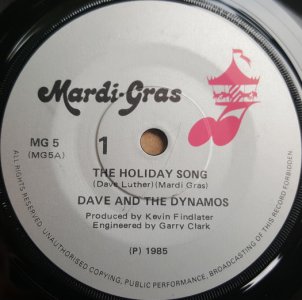 Mardi-Gras
MG 5
(MG5A)
1
THE HOLIDAY SONG
(Dave Luther)(Mardi Gras)
DAVE AND THE DYNAMOS
Produced by Kevin Findlater
Engineered by Garry Clark
(P) 1985
ALL RIGHTS RESERVED. UNAUTHORISED COPYING, PUBLIC PERFORMANCE, BROADCASTING OF THIS RECORD FORBIDDEN